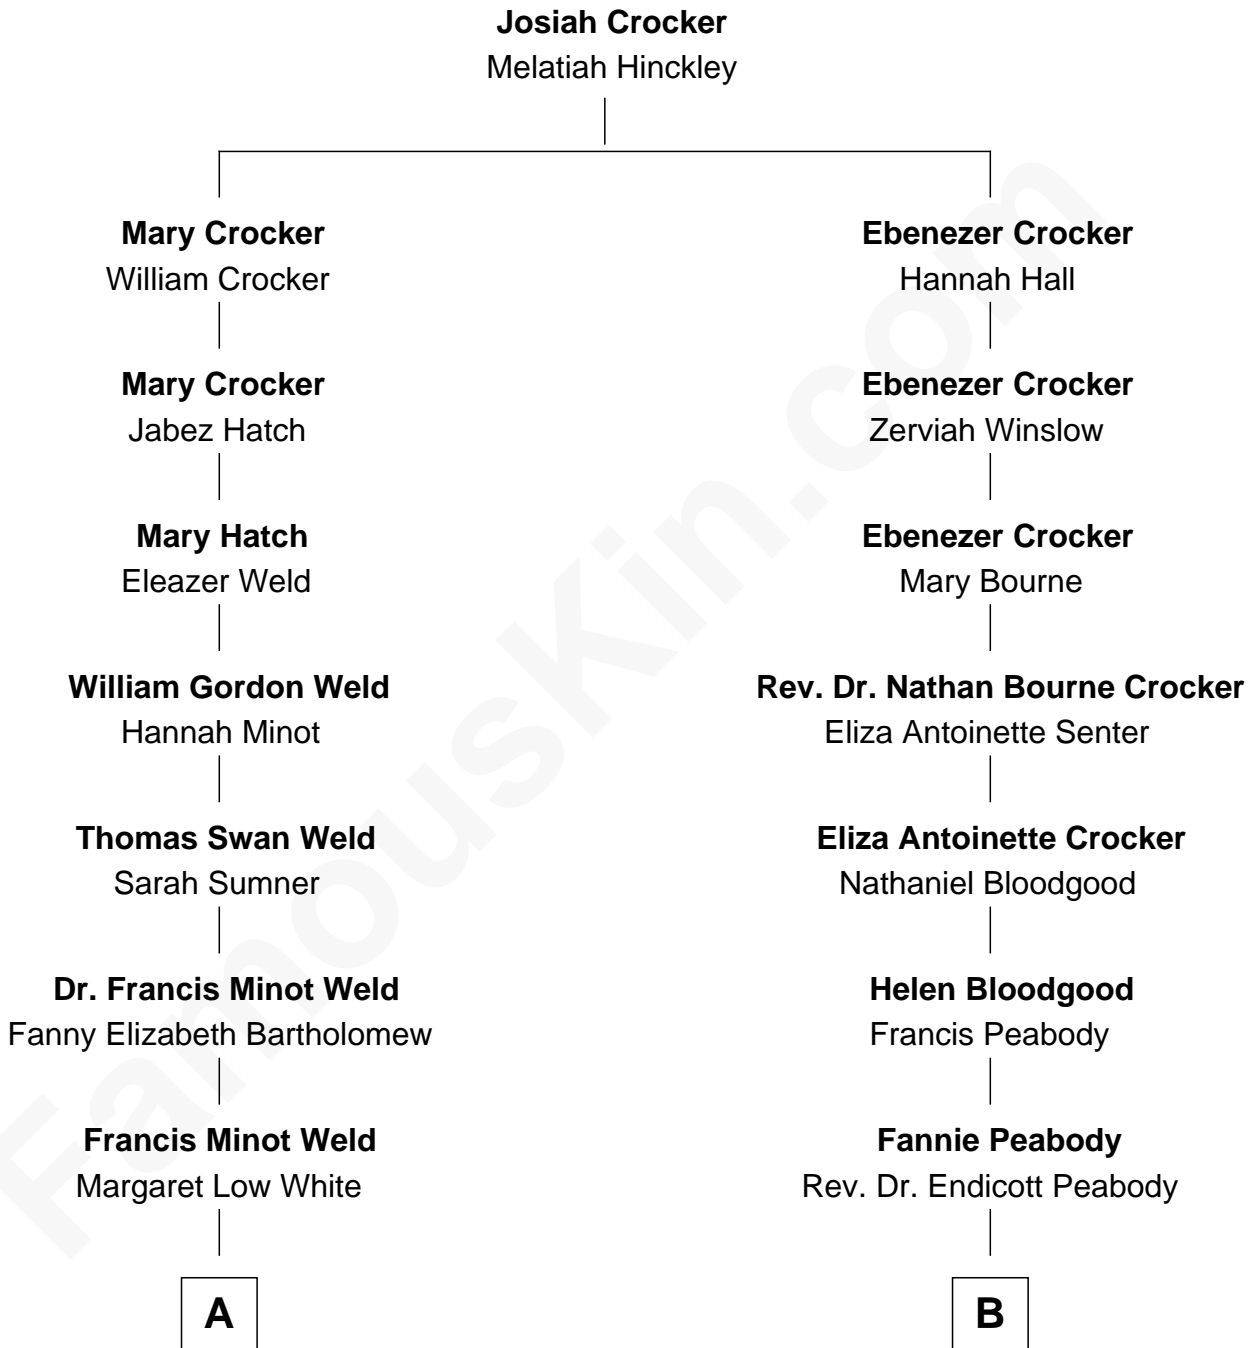 Josiah Crocker
Melatiah Hinckley
Mary Crocker
William Crocker
Mary Crocker
Jabez Hatch
Mary Hatch
Eleazer Weld
William Gordon Weld
Hannah Minot
Thomas Swan Weld
Sarah Sumner
Dr. Francis Minot Weld
Fanny Elizabeth Bartholomew
Francis Minot Weld
Margaret Low White
A
Ebenezer Crocker
Hannah Hall
Ebenezer Crocker
Zerviah Winslow
Ebenezer Crocker
Mary Bourne
Rev. Dr. Nathan Bourne Crocker
Eliza Antoinette Senter
Eliza Antoinette Crocker
Nathaniel Bloodgood
Helen Bloodgood
Francis Peabody
Fannie Peabody
Rev. Dr. Endicott Peabody
B
FamousKin.com